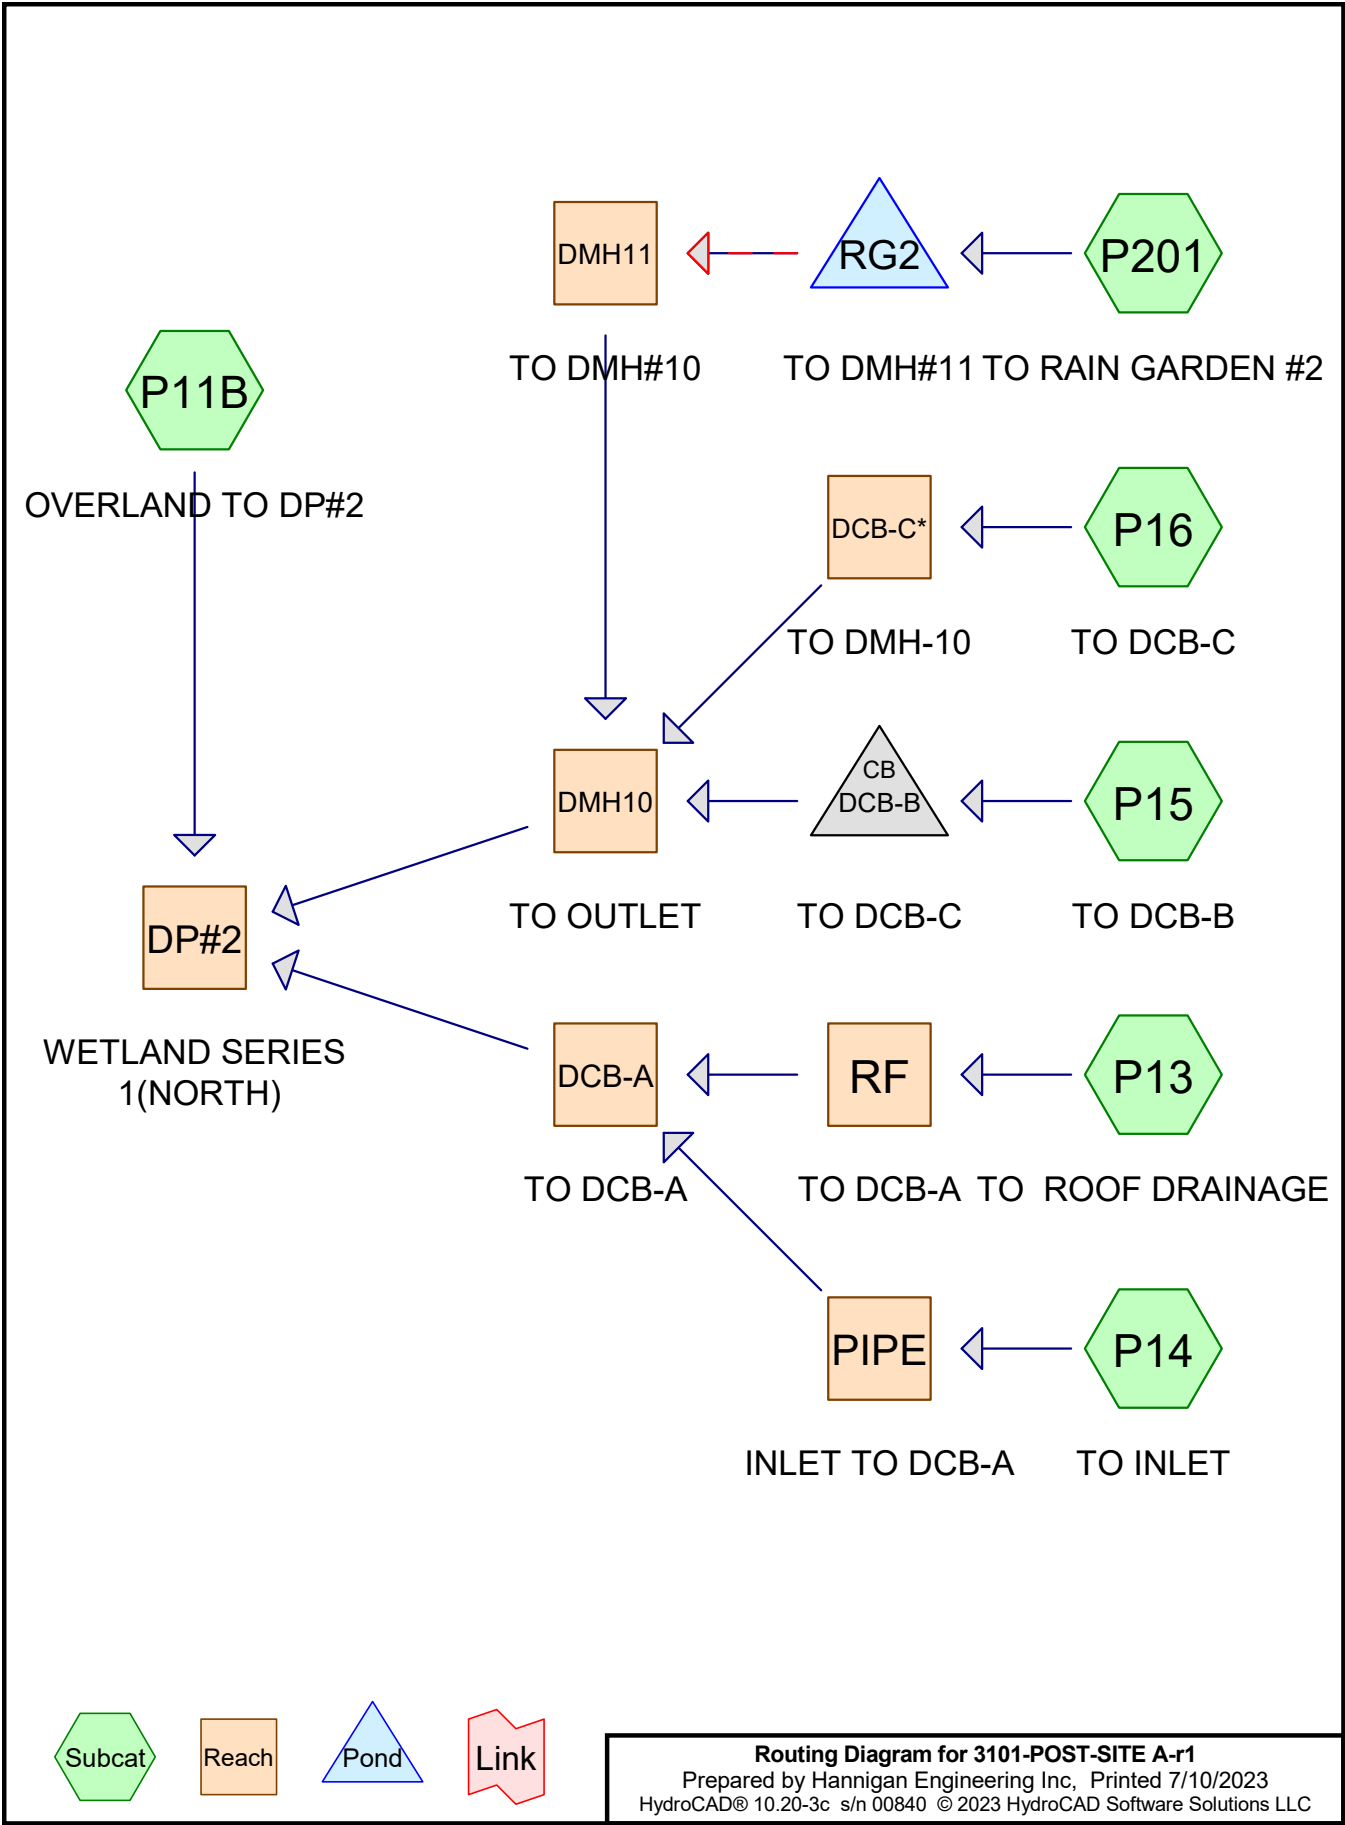 DMH11
RG2
P201
TO DMH#10
TO DMH#11
TO RAIN GARDEN #2
P11B
OVERLAND TO DP#2
DCB-C*
P16
TO DMH-10
TO DCB-C
DMH10
CB
DCB-B
P15
TO OUTLET
TO DCB-C
TO DCB-B
DP#2
WETLAND SERIES
1(NORTH)
DCB-A
RF
P13
TO DCB-A
TO DCB-A
TO  ROOF DRAINAGE
PIPE
P14
INLET TO DCB-A
TO INLET
Subcat
Reach
Pond
Link
Routing Diagram for 3101-POST-SITE A-r1
Prepared by Hannigan Engineering Inc,  Printed 7/10/2023
HydroCAD® 10.20-3c  s/n 00840  © 2023 HydroCAD Software Solutions LLC